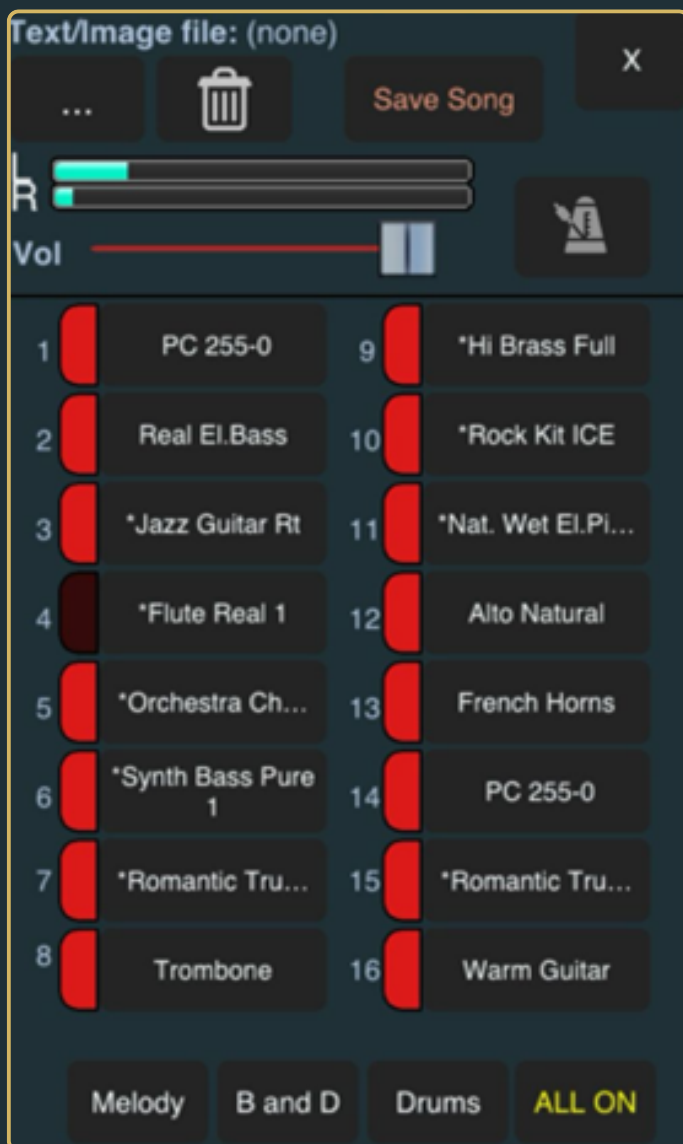 Text/Image file: (none)
X
...
Save Song
L
R
Vol
1 PC 255-0
9 *Hi Brass Full
2 Real El.Bass
10 *Rock Kit ICE
3 *Jazz Guitar Rt
11 *Nat. Wet El.Pi...
4 *Flute Real 1
12 Alto Natural
5 *Orchestra Ch...
13 French Horns
6 *Synth Bass Pure
1
14 PC 255-0
7 *Romantic Tru...
15 *Romantic Tru...
8 Trombone
16 Warm Guitar
Melody
B and D
Drums
ALL ON